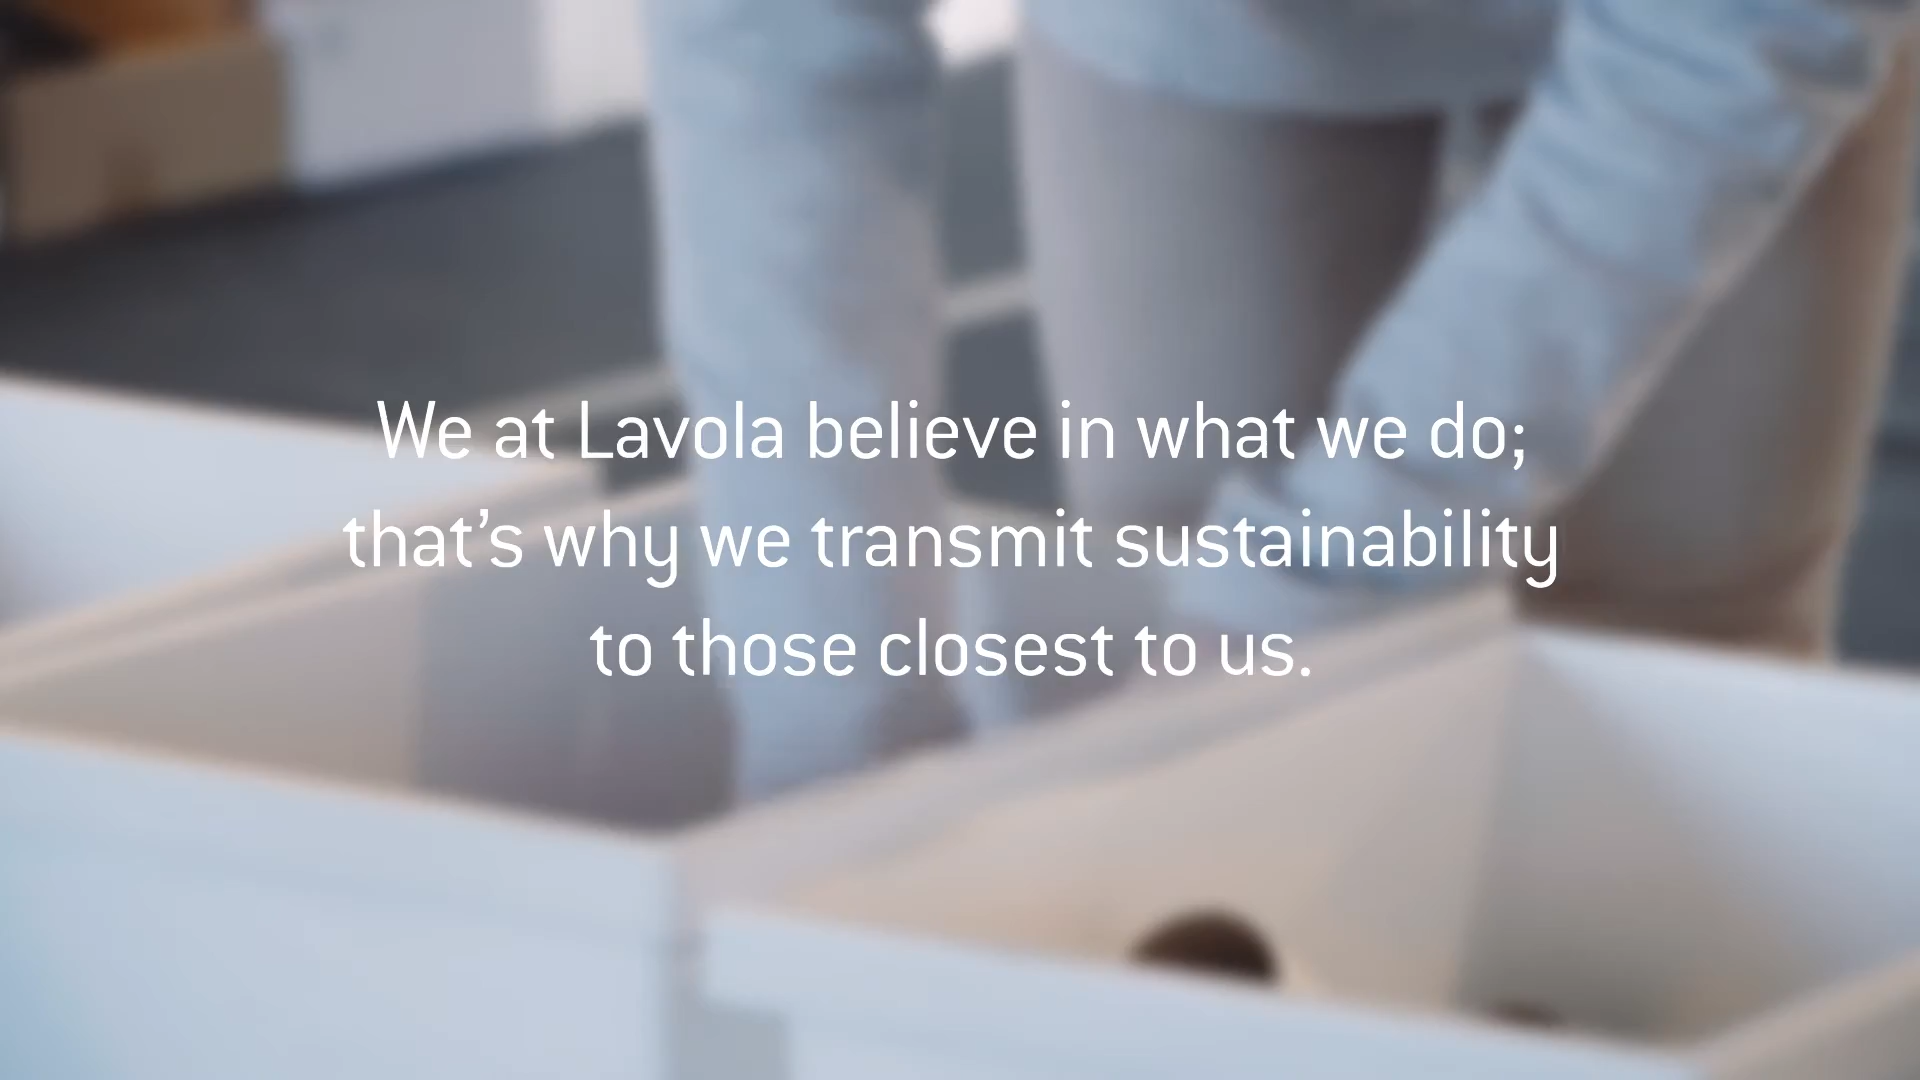 We at Lavola believe in what we do;
that’s why we transmit sustainability
to those closest to us.